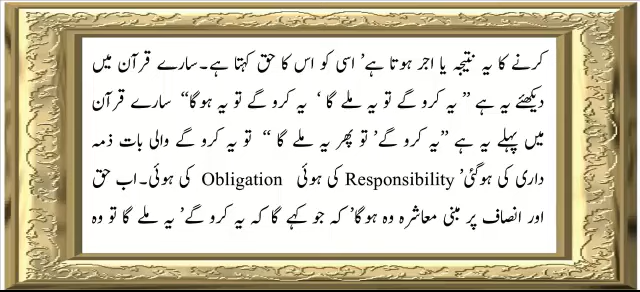 کرنے کا یہ نتیجہ یا اجر ہوتا ہے’ اسی کو اس کا حق کہتا ہے۔ سارے قرآن میں
دیکھئے یہ ہے ” یہ کرو گے تو یہ ملے گا ‘ یہ کرو گے تو یہ ہوگا“ سارے قرآن
میں پہلے یہ ہے ”یہ کرو گے’ تو پھر یہ ملے گا “ تو یہ کرو گے والی بات ذمہ
داری کی ہوگئی’ Responsibility کی ہوئی Obligation کی ہوئی۔ اب حق
اور انصاف پر مبنی معاشرہ وہ ہوگا’ کہ جو کہے گا کہ یہ کرو گے’ یہ ملے گا تو وہ